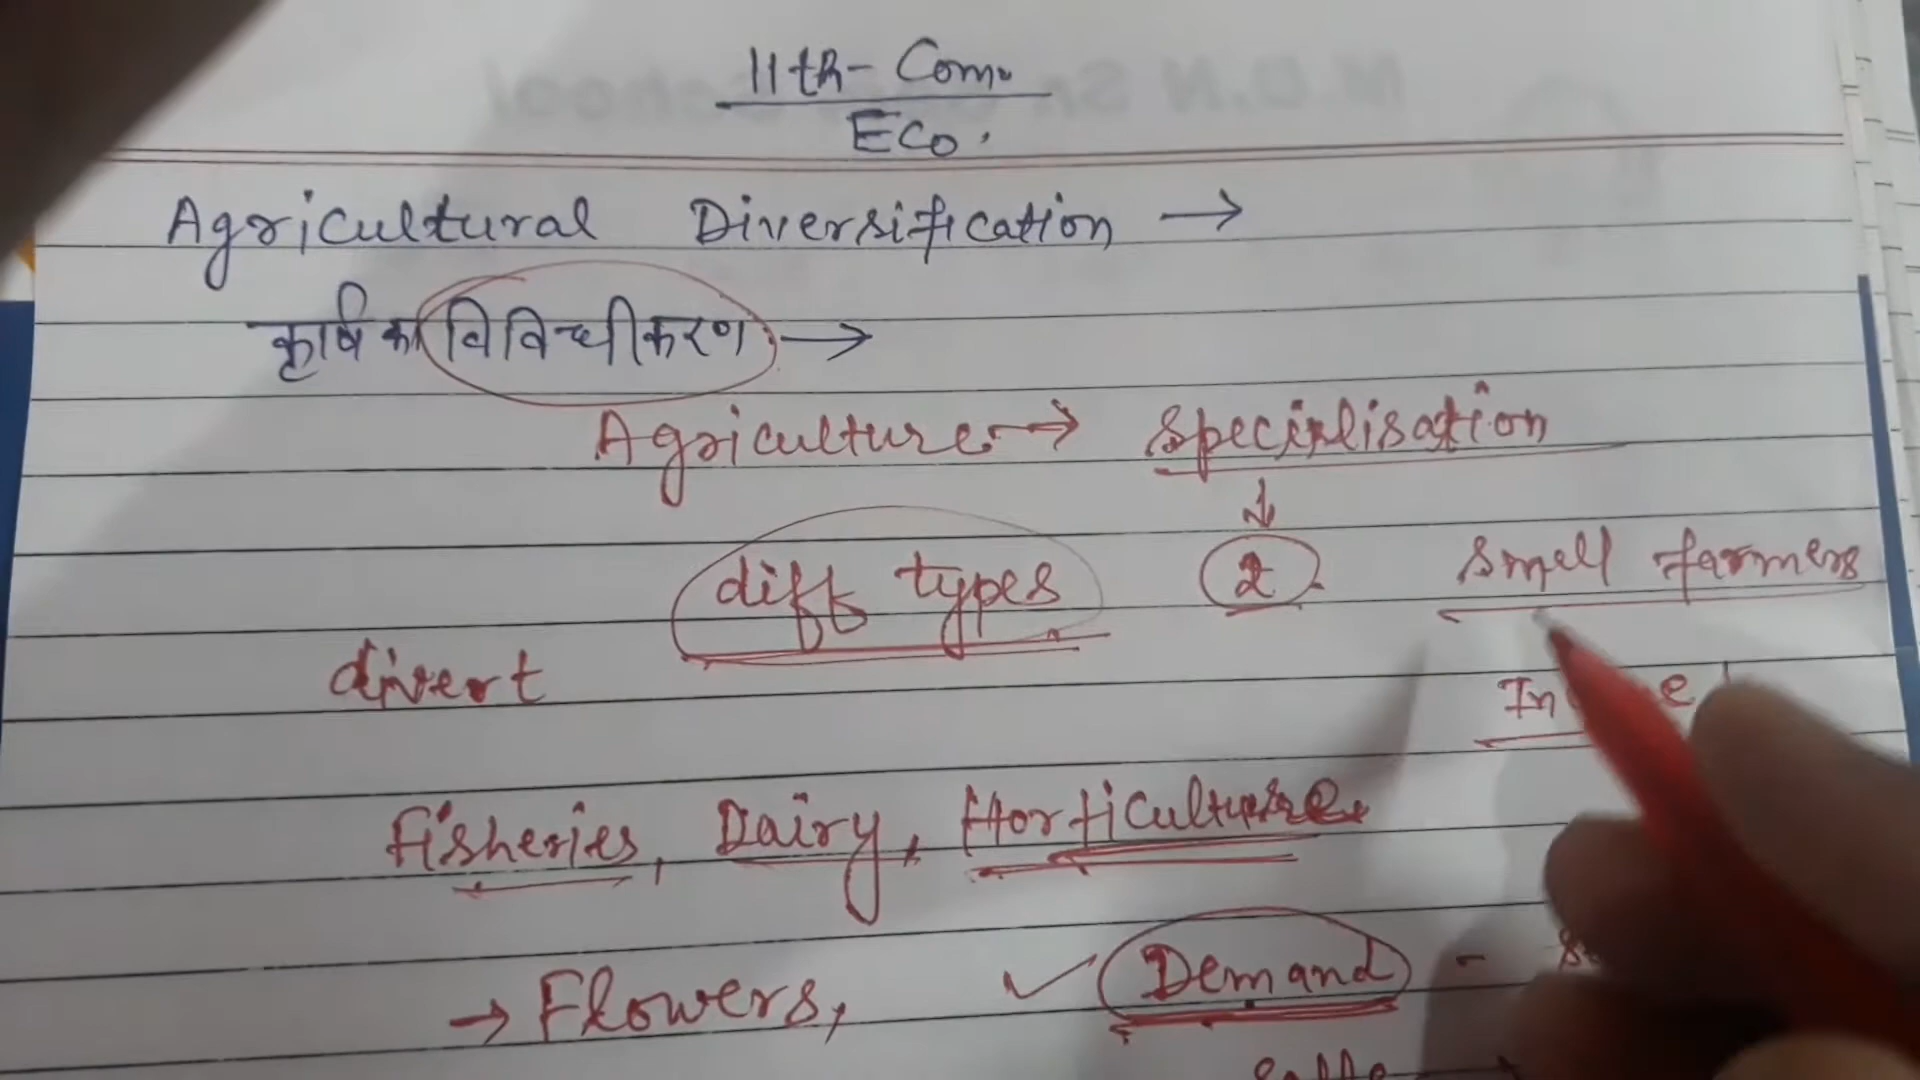 11th- Com.
Eco.
Agricultural Diversification →
कृषि का विविधीकरण →
Agriculture. → Specialisation
↓
diff types 2. Small farmers
divert
Fisheries, Dairy, Horticulture.
→ Flowers, ✓ Demand -